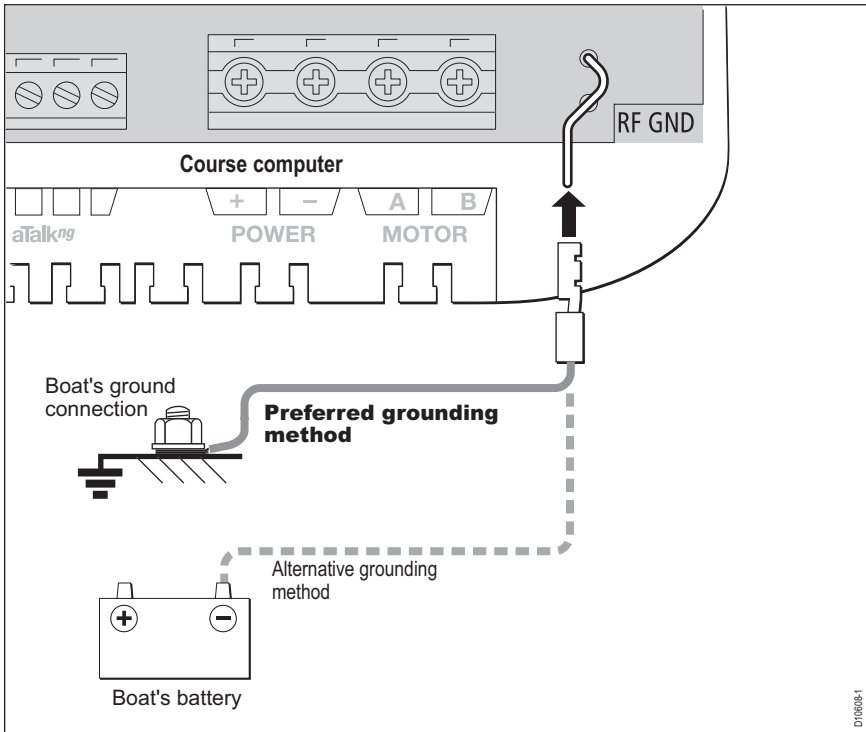 RF GND
Course computer
+ − A B
aTalkng POWER MOTOR
Boat's ground
connection
Preferred grounding
method
Alternative grounding
method
+ −
Boat's battery
D10608-1